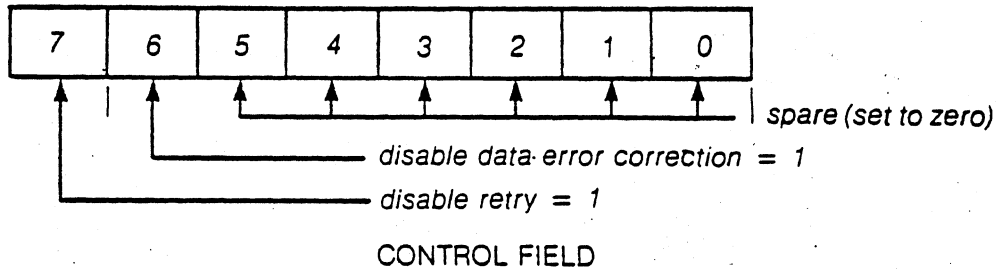 7 6 5 4 3 2 1 0
spare (set to zero)
disable data error correction = 1
disable retry = 1
CONTROL FIELD